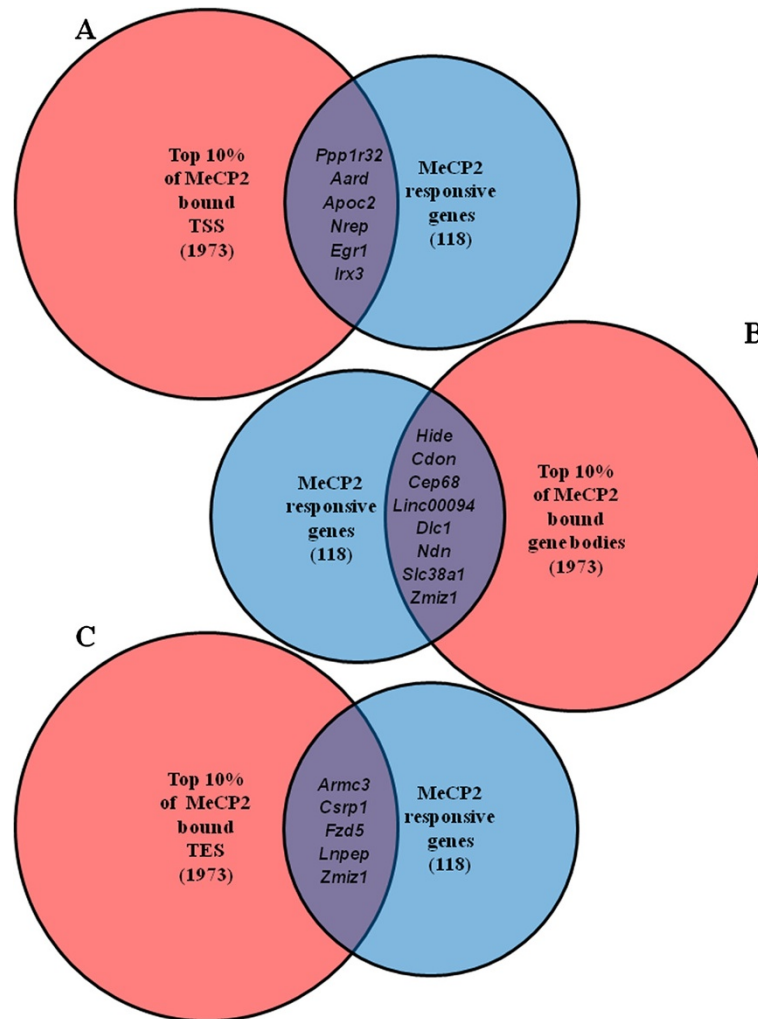 A
Top 10%
of MeCP2
bound
TSS
(1973)
Ppp1r32
Aard
Apoc2
Nrep
Egr1
Irx3
MeCP2
responsive
genes
(118)
B
MeCP2
responsive
genes
(118)
Hide
Cdon
Cep68
Linc00094
Dlc1
Ndn
Slc38a1
Zmiz1
Top 10%
of MeCP2
bound
gene bodies
(1973)
C
Top 10%
of MeCP2
bound
TES
(1973)
Armc3
Csrp1
Fzd5
Lnpep
Zmiz1
MeCP2
responsive
genes
(118)